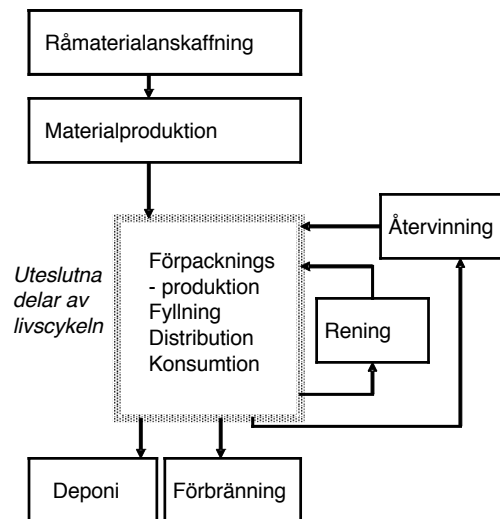 Råmaterialanskaffning
Materialproduktion
Återvinning
Uteslutna
delar av
livscykeln
Förpacknings
- produktion
Fyllning
Distribution
Konsumtion
Rening
Deponi
Förbränning